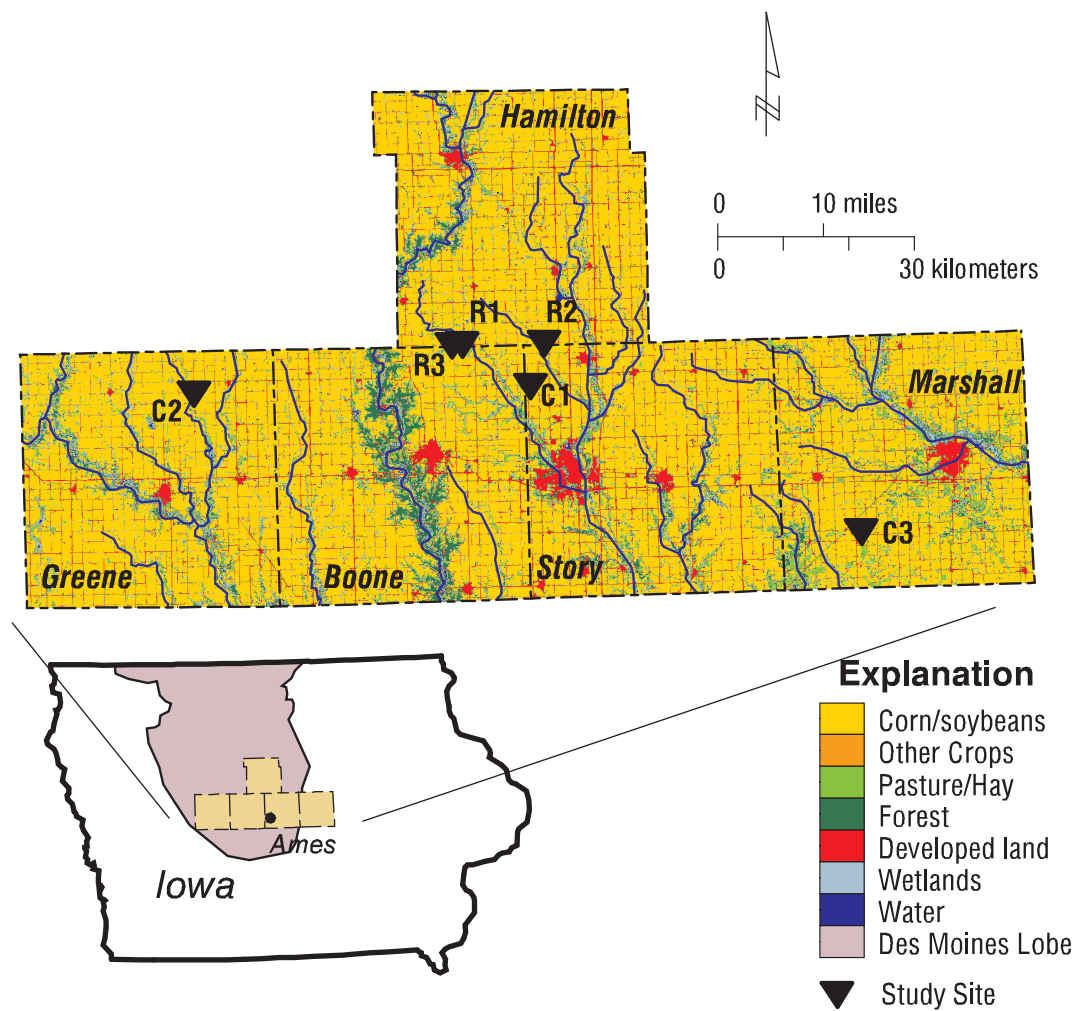 Hamilton
0 10 miles
0 30 kilometers
R1 R2
R3
C1
C2
Marshall
C3
Greene
Boone
Story
Explanation
Corn/soybeans
Other Crops
Pasture/Hay
Forest
Developed land
Wetlands
Water
Des Moines Lobe
Study Site
Ames
Iowa
N